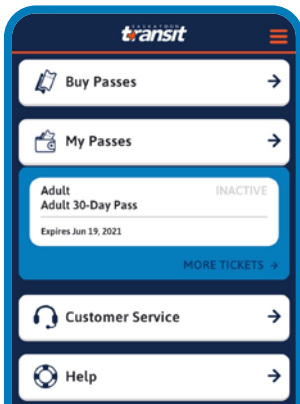 SASKATOON
transit
Buy Passes
My Passes
Adult INACTIVE
Adult 30-Day Pass
Expires Jun 19, 2021
MORE TICKETS
Customer Service
Help